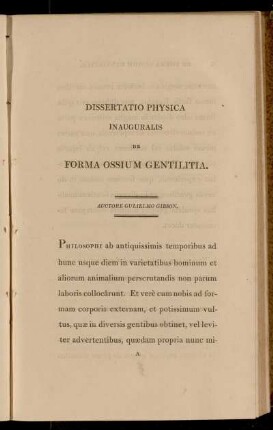 DISSERTATIO PHYSICA
INAUGURALIS
DE
FORMA OSSIUM GENTILITIA.
AUCTORE GULIELMO GIBSON.
PHILOSOPHI ab antiquissimis temporibus ad
hunc usque diem in varietatibus hominum et
aliorum animalium perscrutandis non parum
laboris collocârunt. Et verè cum nobis ad for-
mam corporis externam, et potissimum vul-
tus, quæ in diversis gentibus obtinet, vel levi-
ter advertentibus, quædam propria nunc mi-
A